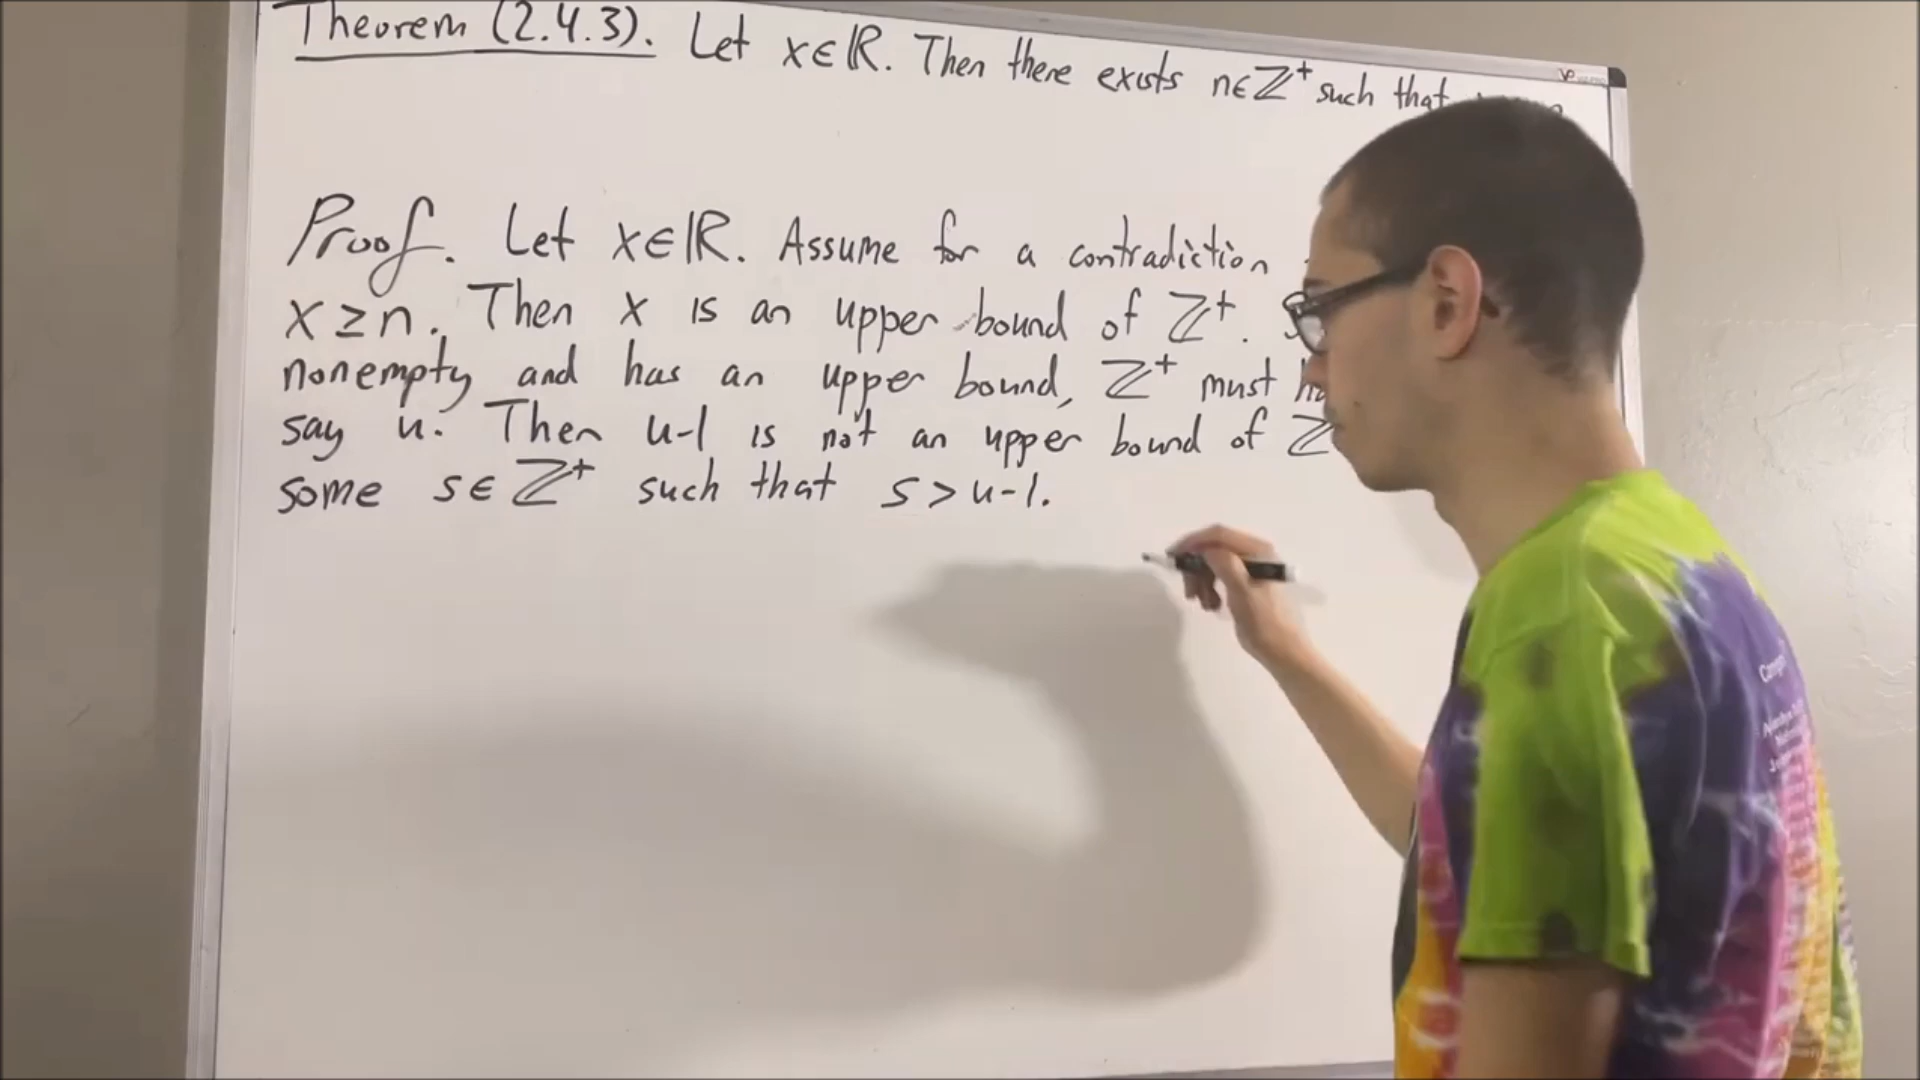 Theorem (2.4.3). Let x∈ℝ. Then there exists n∈ℤ⁺ such that
Proof. Let x∈ℝ. Assume for a contradiction
x≥n. Then x is an upper bound of ℤ⁺.
nonempty and has an upper bound, ℤ⁺ must
say u. Then u-1 is not an upper bound of ℤ
some s∈ℤ⁺ such that s>u-1.